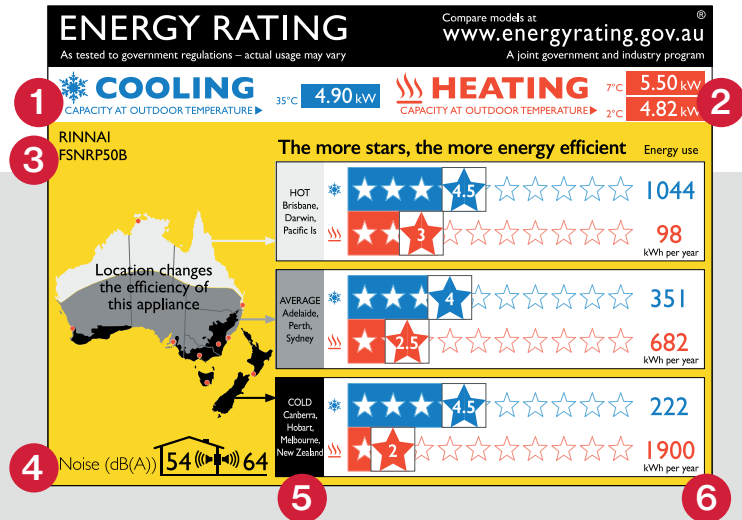 ENERGY RATING
As tested to government regulations – actual usage may vary
Compare models at
www.energyrating.gov.au
®
A joint government and industry program
1
COOLING
CAPACITY AT OUTDOOR TEMPERATURE
35°C 4.90 kW
HEATING
CAPACITY AT OUTDOOR TEMPERATURE
7°C 5.50 kW
2°C 4.82 kW
2
3
RINNAI
FSNRP50B
The more stars, the more energy efficient
Energy use
HOT
Brisbane,
Darwin,
Pacific Is
4.5
1044
3
98
kWh per year
Location changes
the efficiency of
this appliance
AVERAGE
Adelaide,
Perth,
Sydney
4
351
2.5
682
kWh per year
COLD
Canberra,
Hobart,
Melbourne,
New Zealand
4.5
222
2
1900
kWh per year
4
Noise (dB(A)) 54 64
5
6